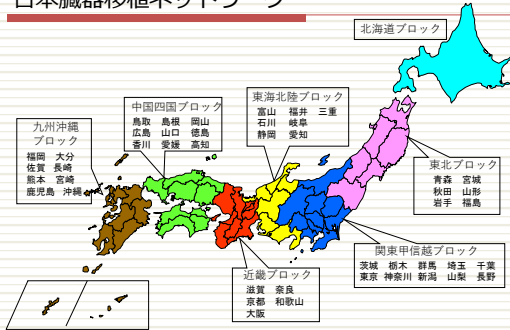 日本臓器移植ネットワーク
北海道ブロック
東海北陸ブロック
富山 福井 三重
石川 岐阜
静岡 愛知
中国四国ブロック
鳥取 島根 岡山
広島 山口 徳島
香川 愛媛 高知
九州沖縄
ブロック
福岡 大分
佐賀 長崎
熊本 宮崎
鹿児島 沖縄
東北ブロック
青森 宮城
秋田 山形
岩手 福島
関東甲信越ブロック
茨城 栃木 群馬 埼玉 千葉
東京 神奈川 新潟 山梨 長野
近畿ブロック
滋賀 奈良
京都 和歌山
大阪